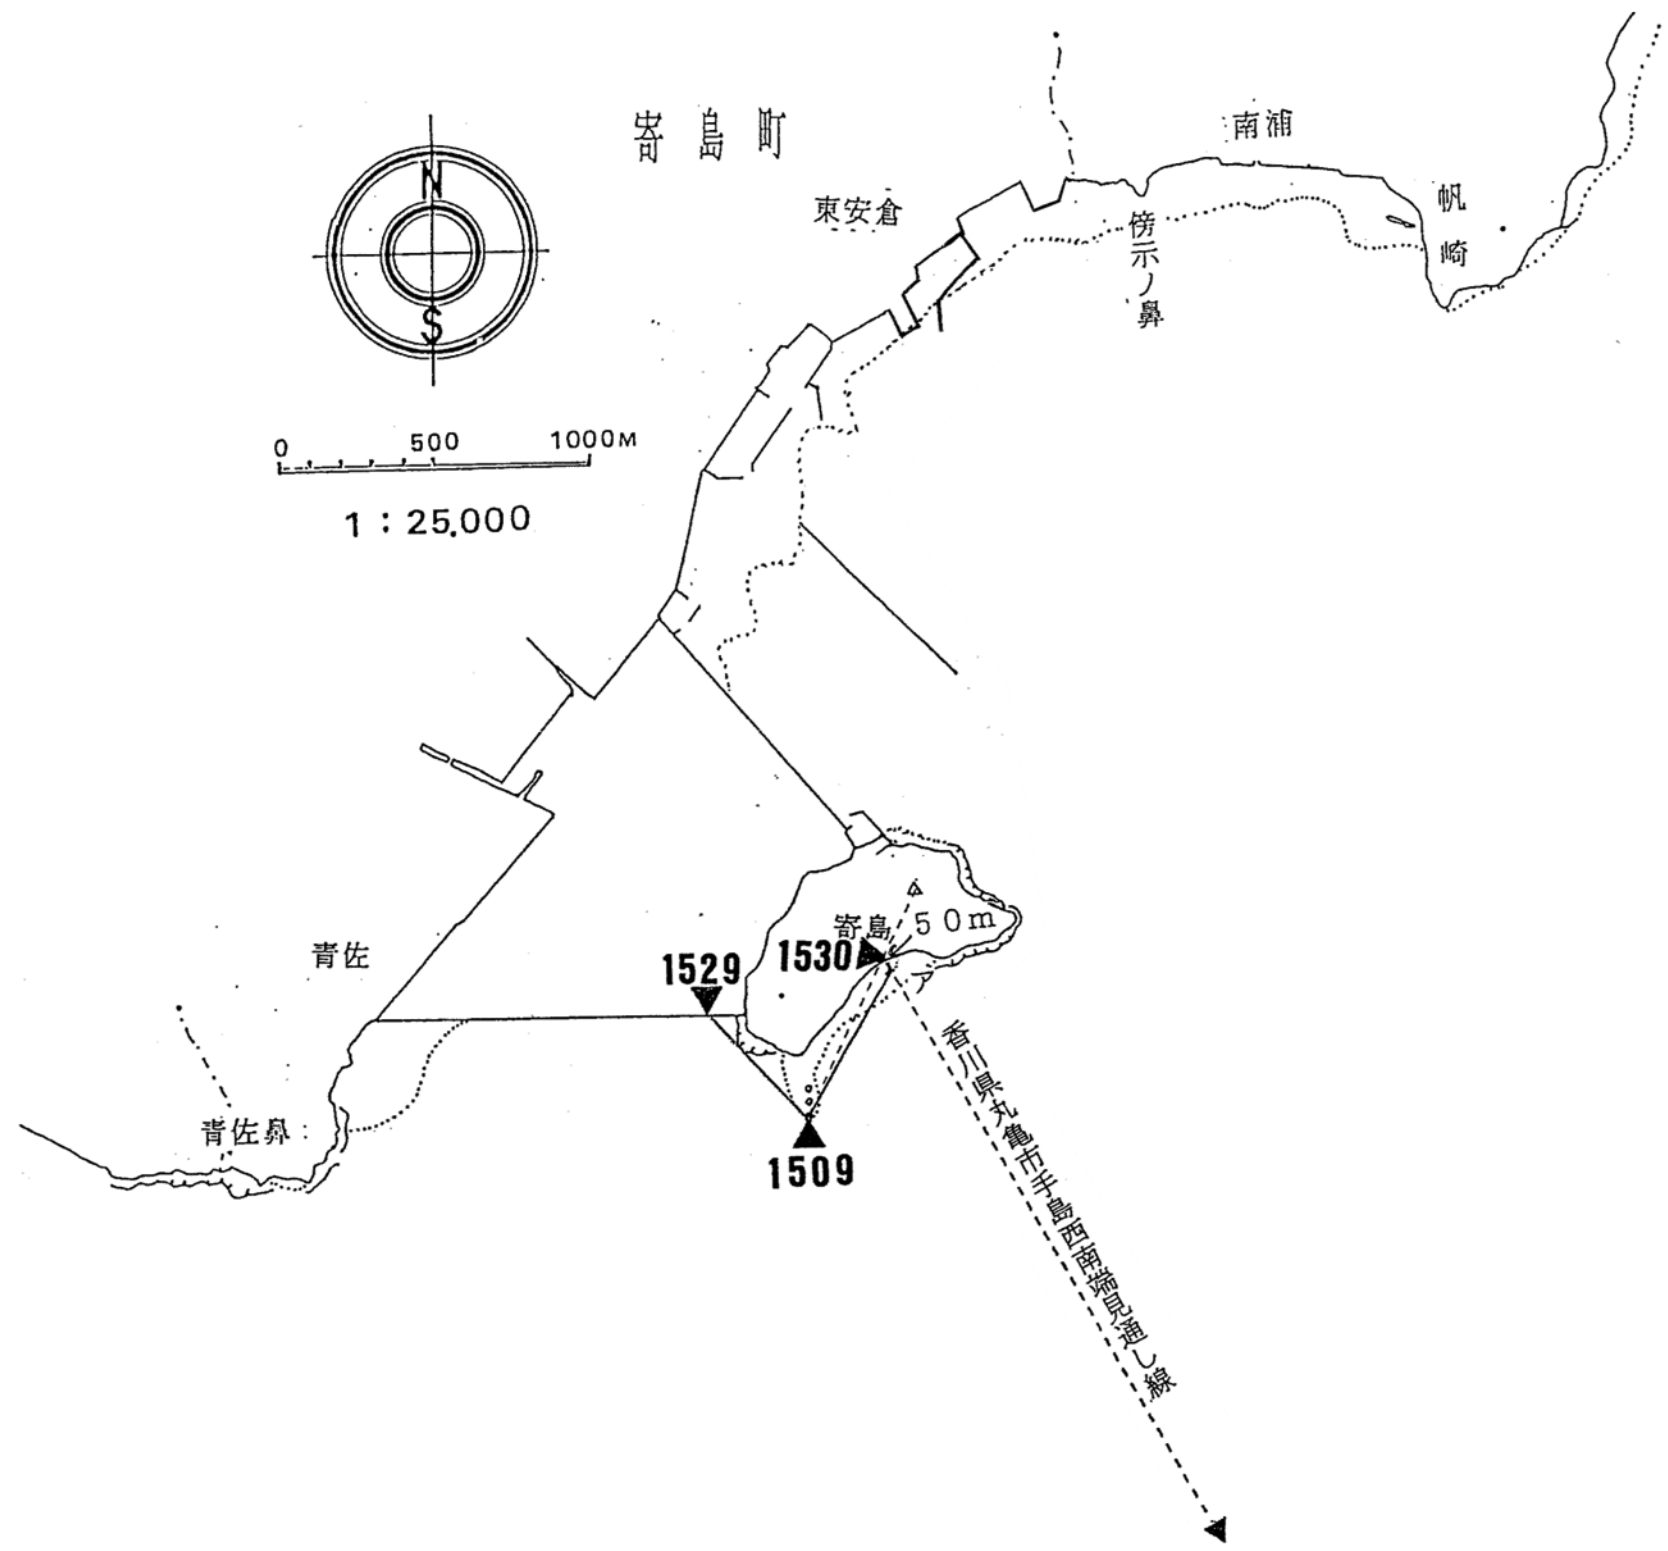 寄島町
南浦
N
帆崎
東安倉
傍示ノ鼻
S
0 500 1000M
1:25,000
寄島
50m
青佐
1530
1529
香川県丸亀市手島西南端見通し線
青佐鼻
1509